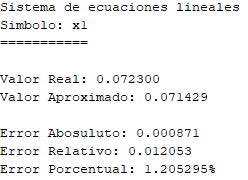 Sistema de ecuaciones lineales
Simbolo: x1
===========
Valor Real: 0.072300
Valor Aproximado: 0.071429
Error Abosuluto: 0.000871
Error Relativo: 0.012053
Error Porcentual: 1.205295%